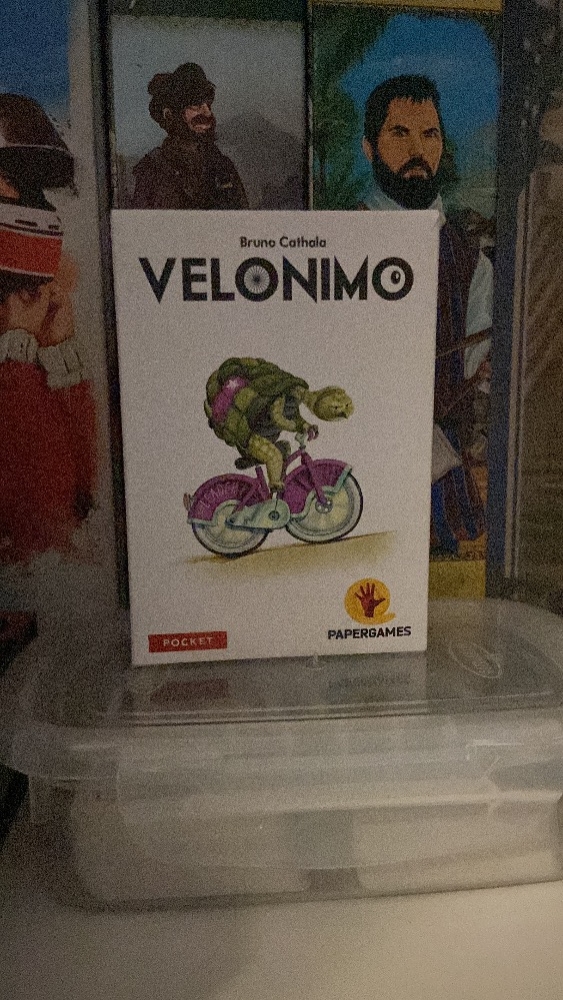 Bruno Cathala
VELONIMO
POCKET
PAPERGAMES